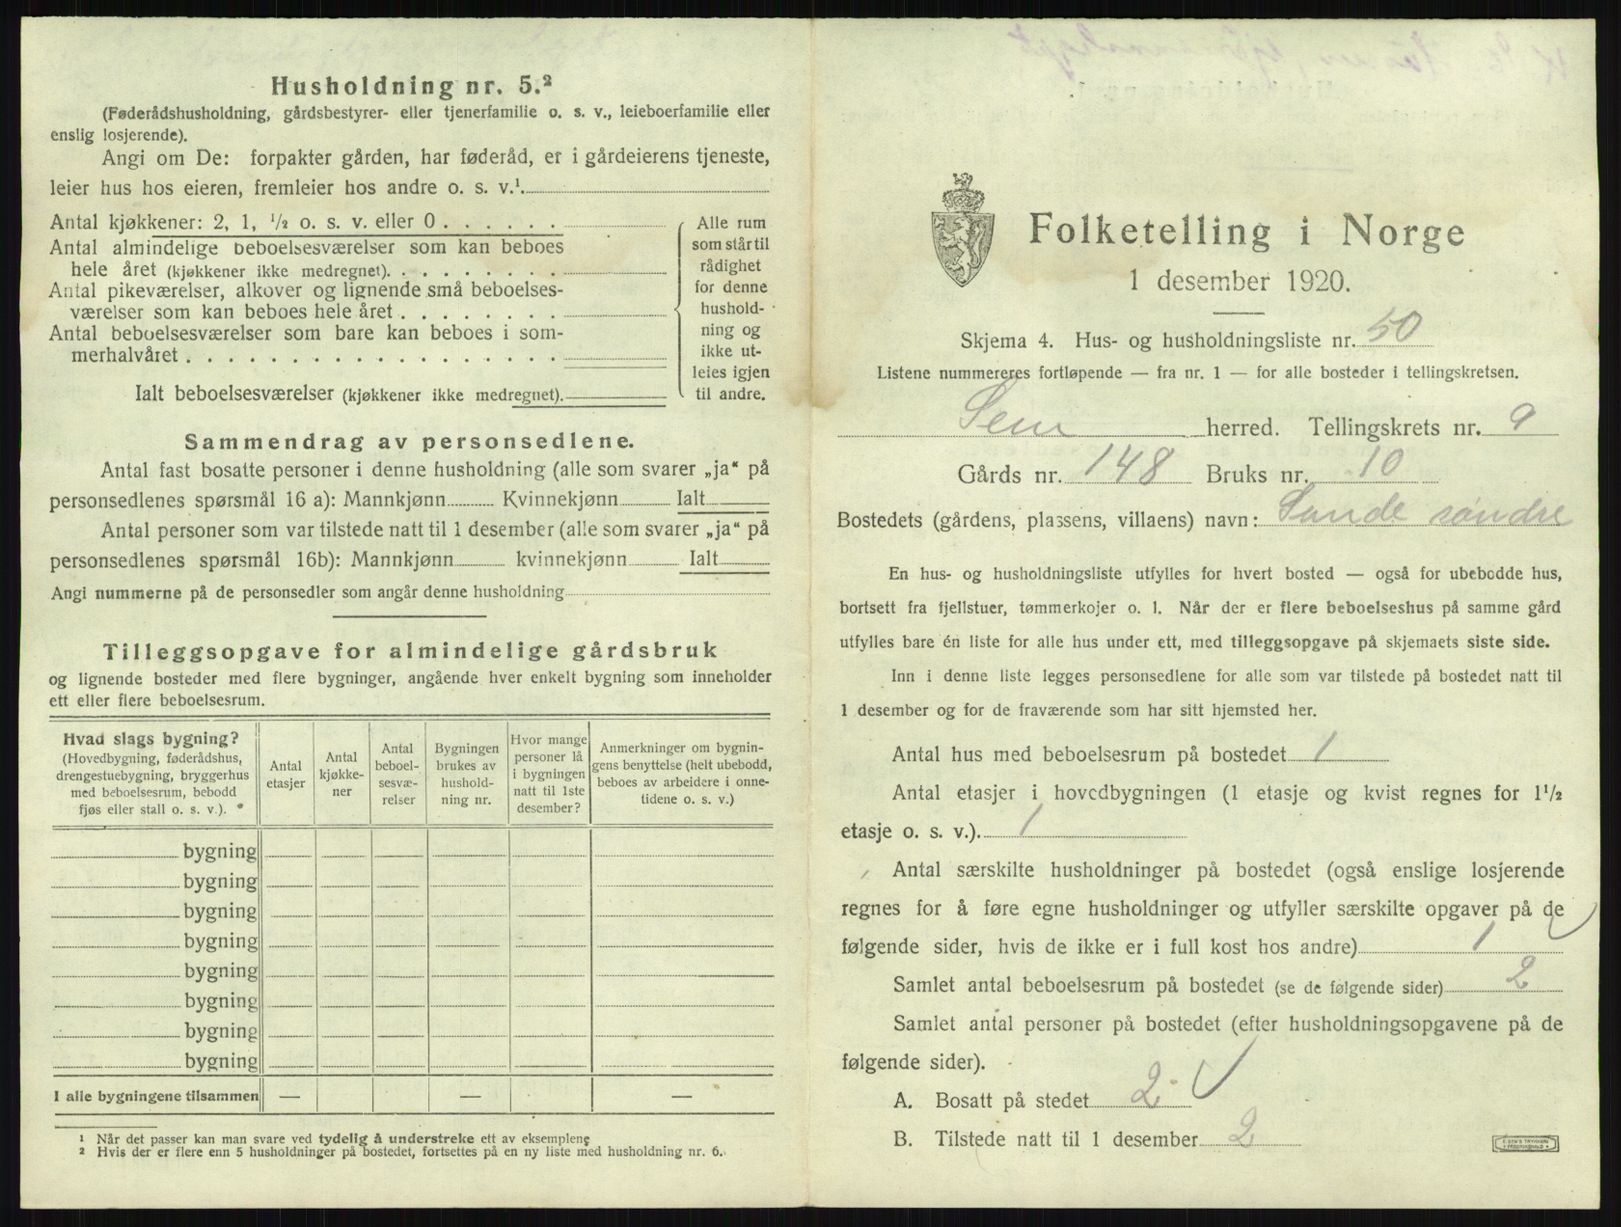 Husholdning nr. 5.²
(Føderådshusholdning, gårdsbestyrer- eller tjenerfamilie o. s. v., leieboerfamilie eller
enslig losjerende).
Angi om De: forpakter gården, har føderåd, er i gårdeierens tjeneste,
leier hus hos eieren, fremleier hos andre o. s. v.¹
Antal kjøkkener: 2, 1, ½ o. s. v. eller 0 . . . . . .
Antal almindelige beboelsesværelser som kan beboes
hele året (kjøkkener ikke medregnet). . . . . . . . .
Antal pikeværelser, alkover og lignende små beboelses-
værelser som kan beboes hele året . . . . . . . .
Antal beboelsesværelser som bare kan beboes i som-
merhalvåret . . . . . . . . . . . . . . . . . .
Ialt beboelsesværelser (kjøkkener ikke medregnet).
Alle rum
som står til
rådighet
for denne
hushold-
ning og
ikke ut-
leies igjen
til andre.
Sammendrag av personsedlene.
Antal fast bosatte personer i denne husholdning (alle som svarer „ja“ på
personsedlenes spørsmål 16 a): Mannkjønn Kvinnekjønn Ialt
Antal personer som var tilstede natt til 1 desember (alle som svarer „ja“ på
personsedlenes spørsmål 16b): Mannkjønn kvinnekjønn Ialt
Angi nummerne på de personsedler som angår denne husholdning
Tilleggsopgave for almindelige gårdsbruk
og lignende bosteder med flere bygninger, angående hver enkelt bygning som inneholder
ett eller flere beboelsesrum.
Hvad slags bygning?
(Hovedbygning, føderådshus,
drengestuebygning, bryggerhus
med beboelsesrum, bebodd
fjøs eller stall o. s. v.).
Antal
etasjer
Antal
kjøkke-
ner
Antal
beboel-
sesvæ-
relser
Bygningen
brukes av
hushold-
ning nr.
Hvor mange
personer lå
i bygningen
natt til 1ste
desember?
Anmerkninger om bygnin-
gens benyttelse (helt ubebodd,
beboes av arbeidere i onne-
tidene o. s. v.)
bygning
bygning
bygning
bygning
bygning
bygning
bygning
bygning
I alle bygningene tilsammen — — —
¹ Når det passer kan man svare ved tydelig å understreke ett av eksemplene
² Hvis der er flere enn 5 husholdninger på bostedet, fortsettes på en ny liste med husholdning nr. 6.
Folketelling i Norge
1 desember 1920.
Skjema 4. Hus- og husholdningsliste nr. 50
Listene nummereres fortløpende — fra nr. 1 — for alle bosteder i tellingskretsen.
Sem herred. Tellingskrets nr. 9
Gårds nr. 148 Bruks nr. 10
Bostedets (gårdens, plassens, villaens) navn: Sande søndre
En hus- og husholdningsliste utfylles for hvert bosted — også for ubebodde hus,
bortsett fra fjellstuer, tømmerkojer o. l. Når der er flere beboelseshus på samme gård
utfylles bare én liste for alle hus under ett, med tilleggsopgave på skjemaets siste side.
Inn i denne liste legges personsedlene for alle som var tilstede på bostedet natt til
1 desember og for de fraværende som har sitt hjemsted her.
Antal hus med beboelsesrum på bostedet 1
Antal etasjer i hovedbygningen (1 etasje og kvist regnes for 1½
etasje o. s. v.). 1
Antal særskilte husholdninger på bostedet (også enslige losjerende
regnes for å føre egne husholdninger og utfyller særskilte opgaver på de
følgende sider, hvis de ikke er i full kost hos andre) 1
Samlet antal beboelsesrum på bostedet (se de følgende sider) 2
Samlet antal personer på bostedet (efter husholdningsopgavene på de
følgende sider).
A. Bosatt på stedet 2
B. Tilstede natt til 1 desember 2